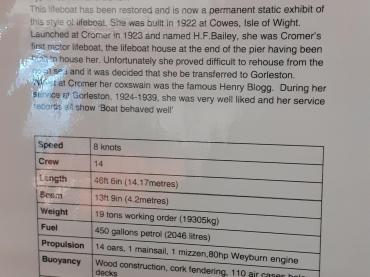 This lifeboat has been restored and is now a permanent static exhibit of
this style of lifeboat. She was built in 1922 at Cowes, Isle of Wight.
Launched at Cromer in 1923 and named H.F.Bailey, she was Cromer's
first motor lifeboat, the lifeboat house at the end of the pier having been
to house her. Unfortunately she proved difficult to rehouse from the
and it was decided that she be transferred to Gorleston.
at Cromer her coxswain was the famous Henry Blogg. During her
service at Gorleston, 1924-1939, she was very liked and her service
records all show 'Boat behaved well'
Speed 8 knots
Crew 14
Length 46ft 6in (14.17metres)
Beam 13ft 9in (4.2metres)
Weight 19 tons working order (19305kg)
Fuel 450 gallons petrol (2046 litres)
Propulsion 14 oars, 1 mainsail, 1 mizzen,80hp Weyburn engine
Buoyancy Wood construction, cork fendering, 110 air cases
decks